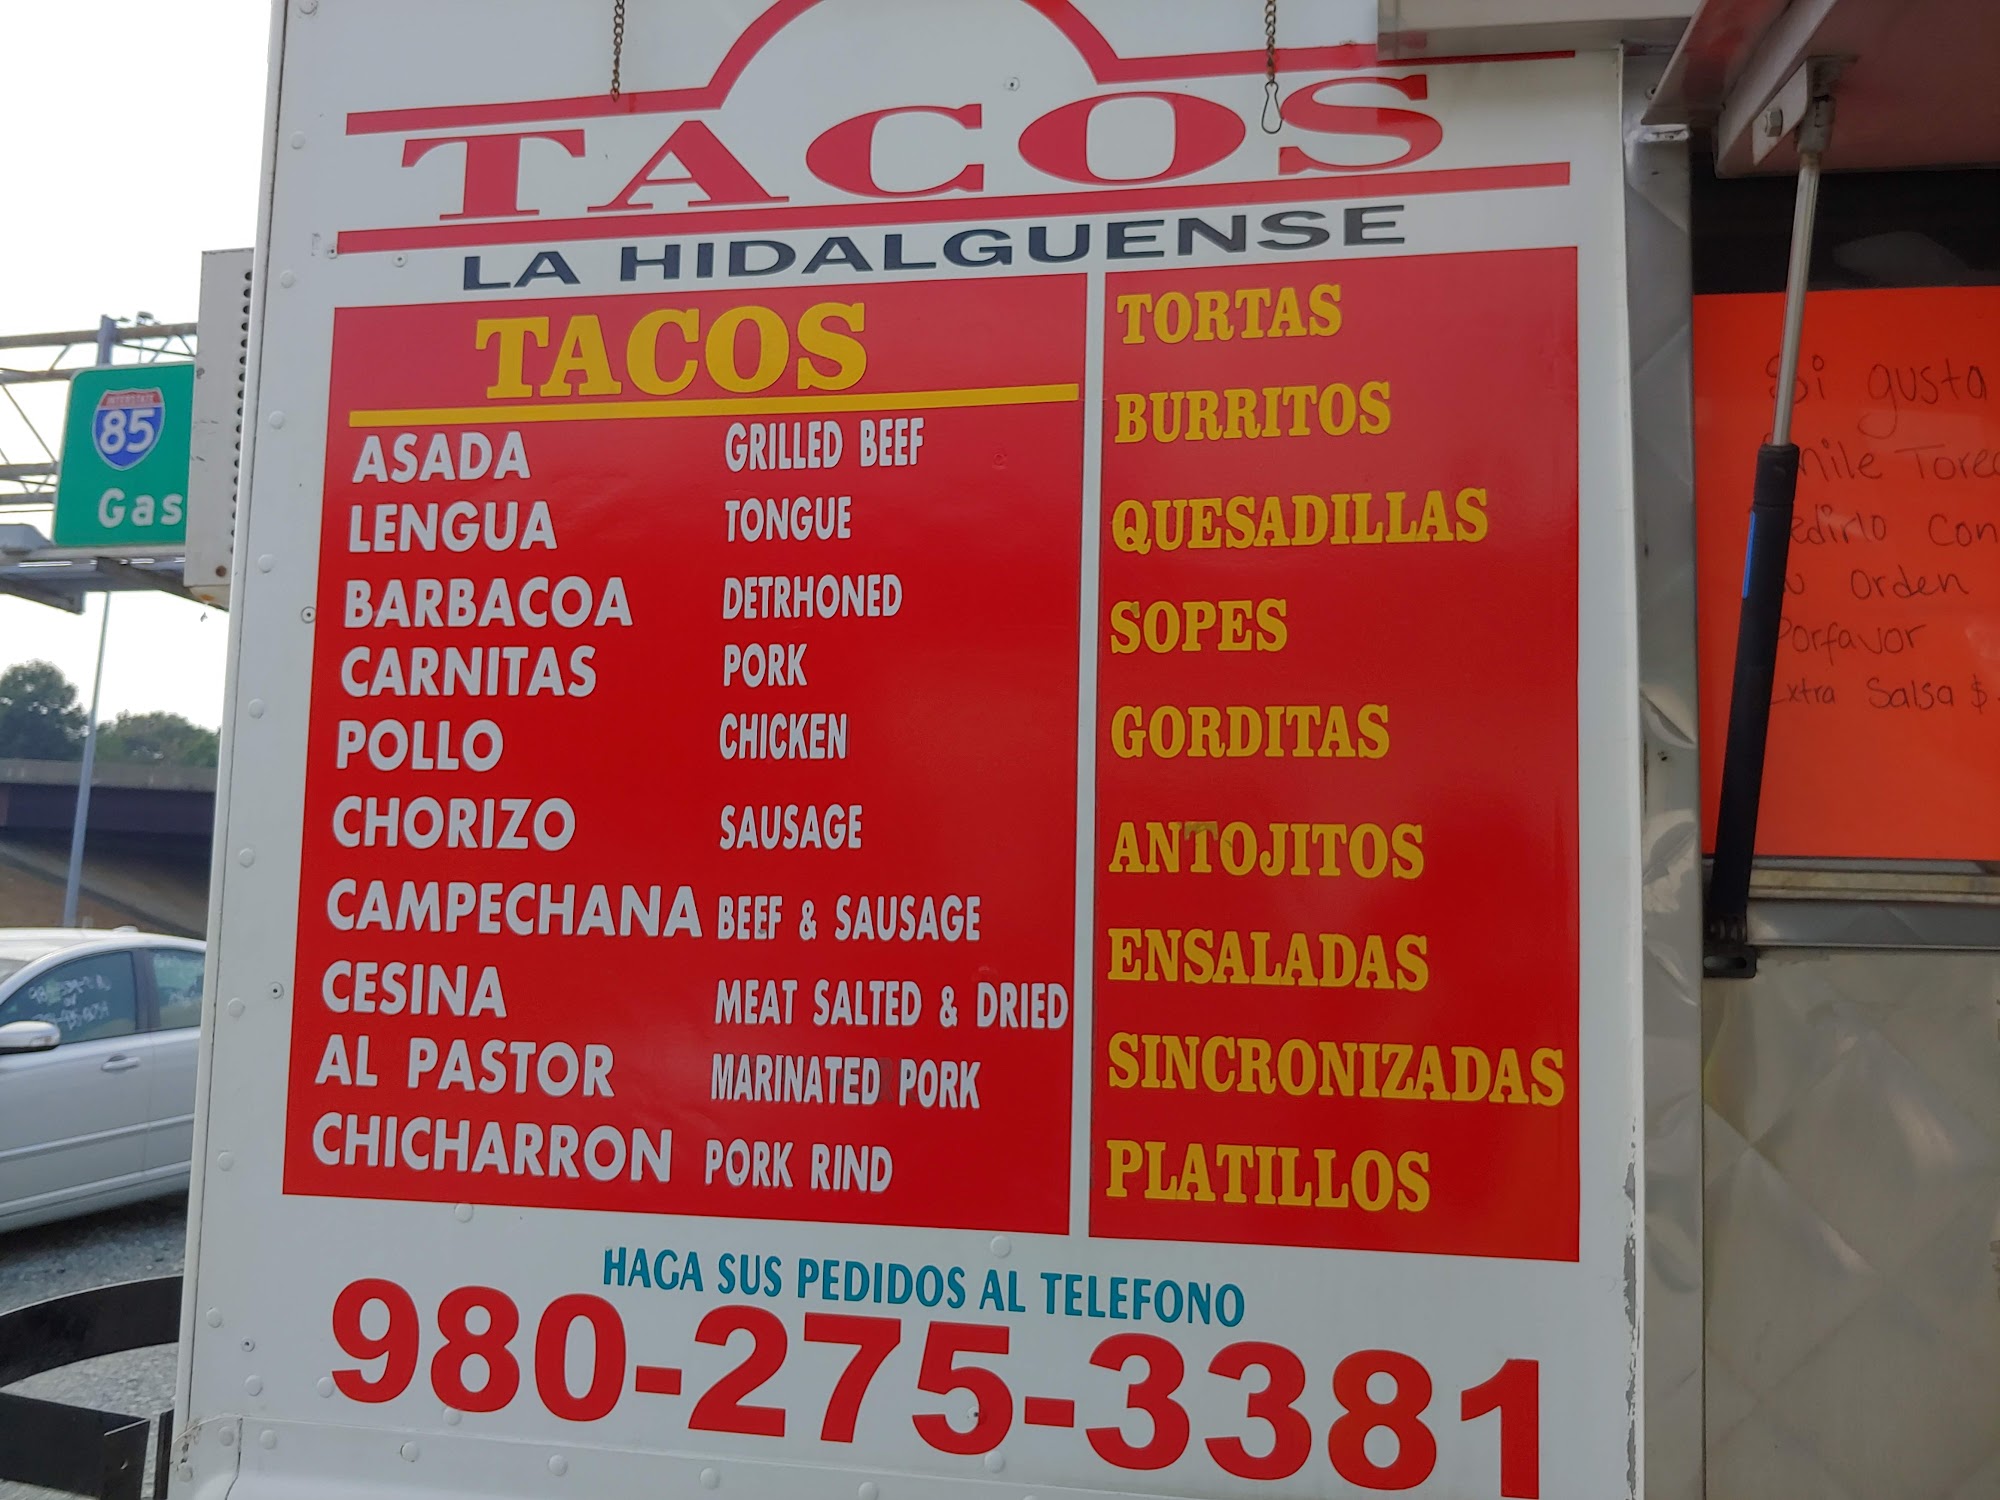 TACOS
LA HIDALGUENSE
TACOS
ASADA GRILLED BEEF
LENGUA TONGUE
BARBACOA DETRHONED
CARNITAS PORK
POLLO CHICKEN
CHORIZO SAUSAGE
CAMPECHANA BEEF & SAUSAGE
CESINA MEAT SALTED & DRIED
AL PASTOR MARINATED PORK
CHICHARRON PORK RIND
TORTAS
BURRITOS
QUESADILLAS
SOPES
GORDITAS
ANTOJITOS
ENSALADAS
SINCRONIZADAS
PLATILLOS
HAGA SUS PEDIDOS AL TELEFONO
980-275-3381
INTERSTATE
85
Gas
Si gusta
Orden
Porfavor
Extra Salsa $